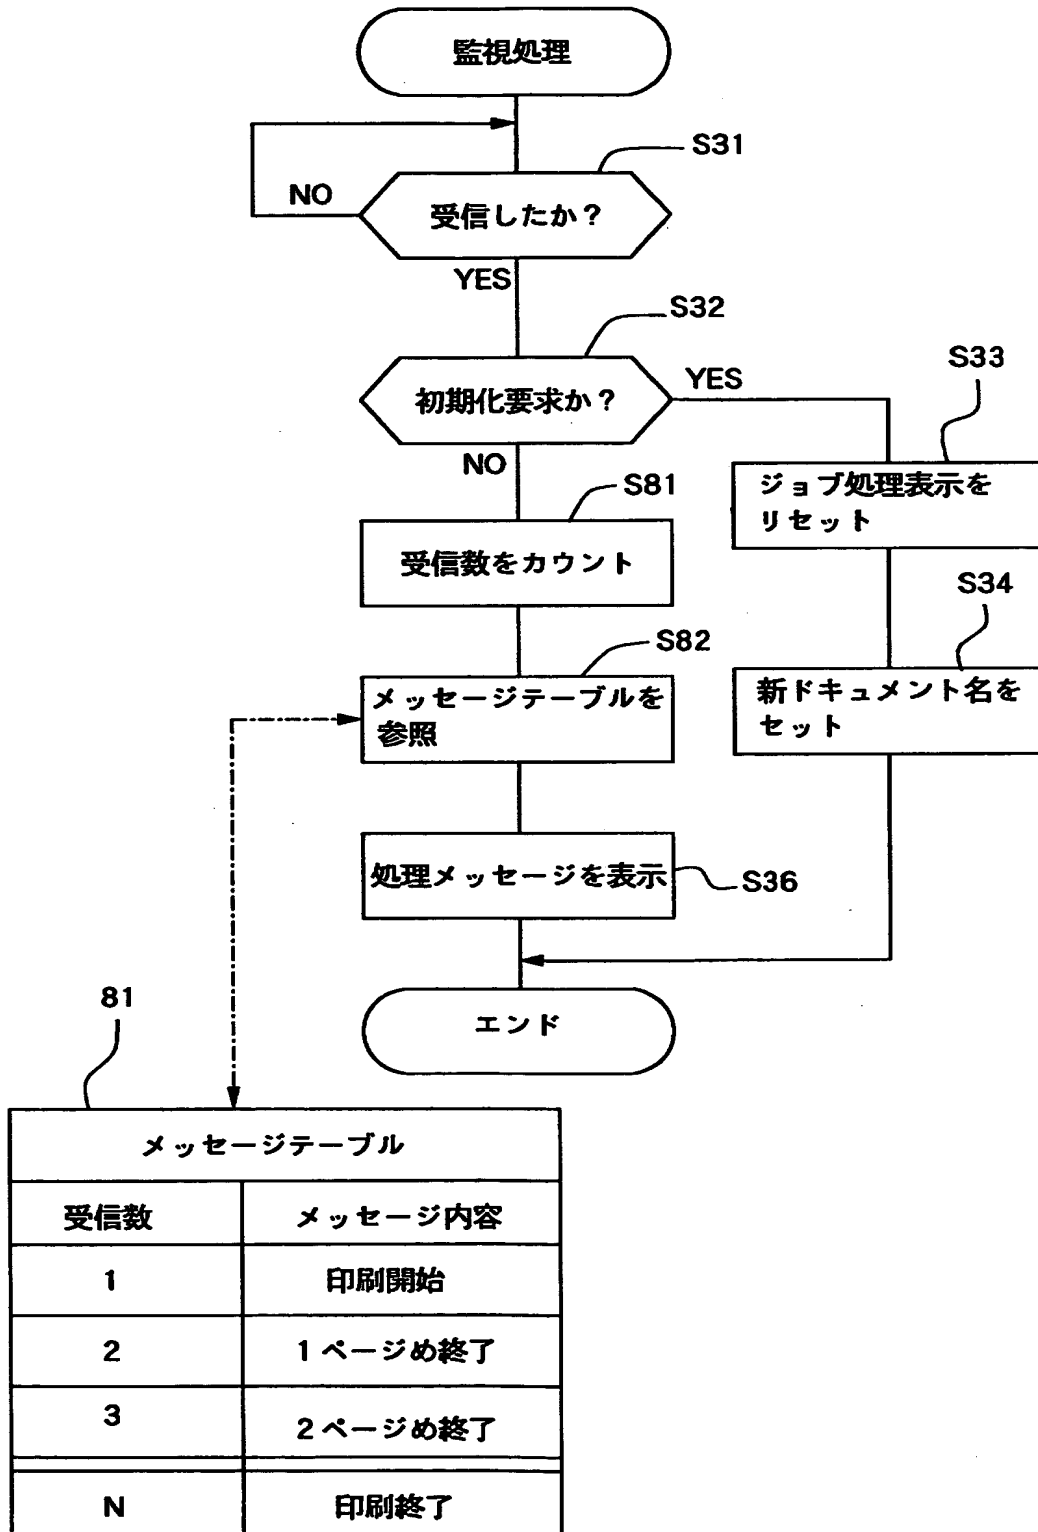 監視処理
S31
NO
受信したか？
YES
S32
初期化要求か？
YES
S33
NO
ジョブ処理表示を
リセット
S81
受信数をカウント
S34
S82
メッセージテーブルを
参照
新ドキュメント名を
セット
処理メッセージを表示
S36
エンド
81
メッセージテーブル
受信数 メッセージ内容
1 印刷開始
2 1ページめ終了
3 2ページめ終了
N 印刷終了